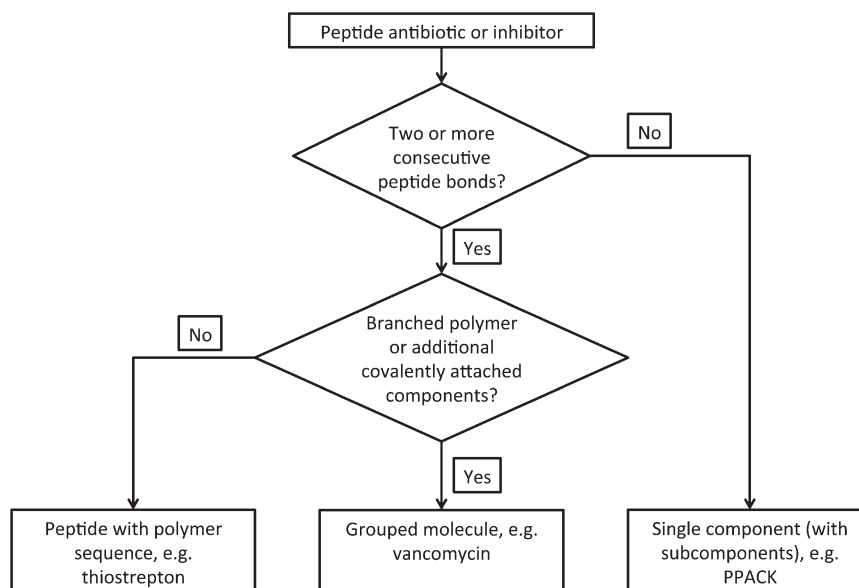 Peptide antibiotic or inhibitor
Two or more
consecutive
peptide bonds?
No
Yes
Branched polymer
or additional
covalently attached
components?
No
Yes
Peptide with polymer
sequence, e.g.
thiostrepton
Grouped molecule, e.g.
vancomycin
Single component (with
subcomponents), e.g.
PPACK